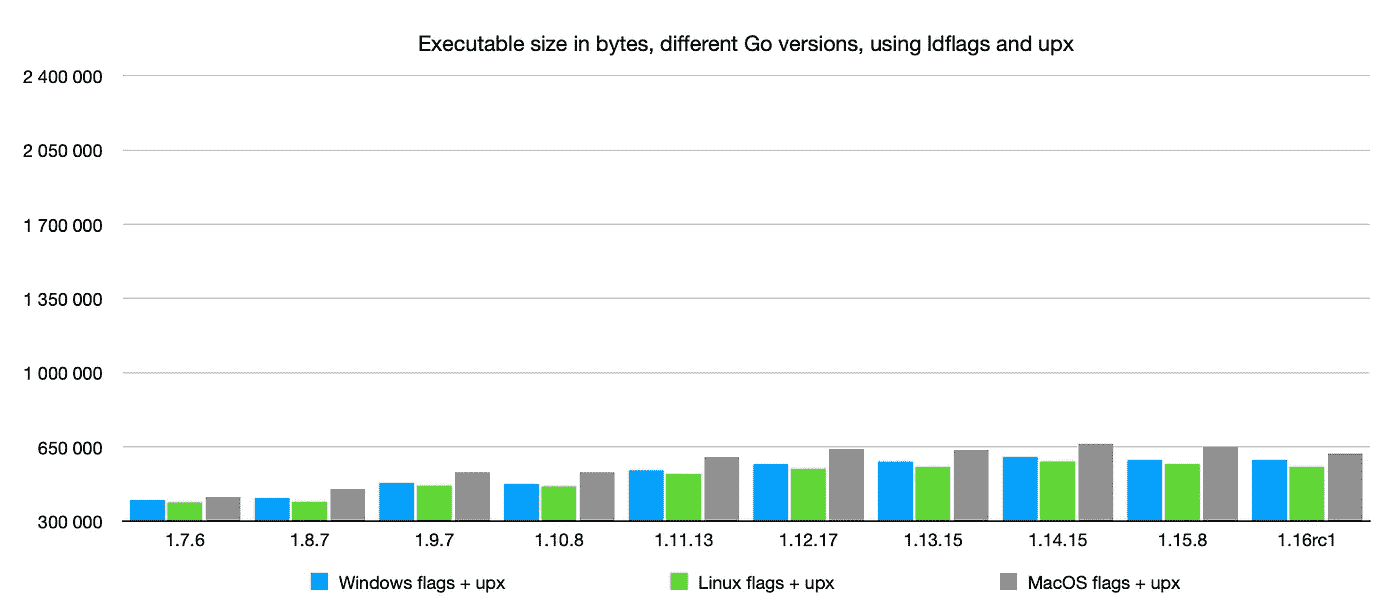 Executable size in bytes, different Go versions, using ldflags and upx
2 400 000
2 050 000
1 700 000
1 350 000
1 000 000
650 000
300 000
1.7.6 1.8.7 1.9.7 1.10.8 1.11.13 1.12.17 1.13.15 1.14.15 1.15.8 1.16rc1
Windows flags + upx Linux flags + upx MacOS flags + upx